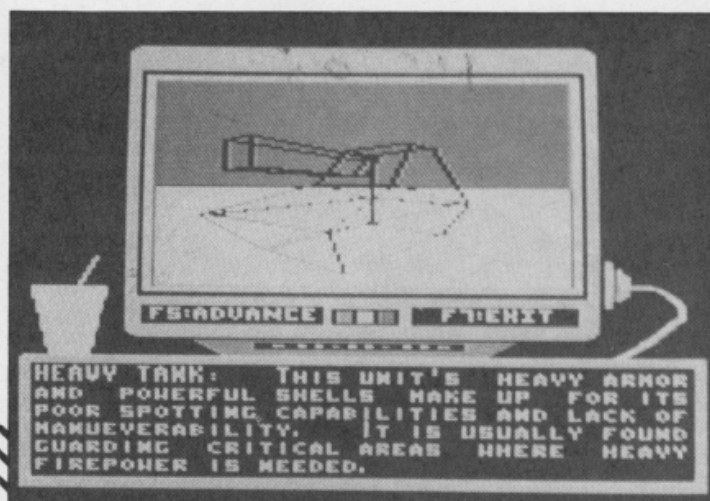 F5:ADVANCE F7:EXIT
HEAVY TANK: THIS UNIT'S HEAVY ARMOR
AND POWERFUL SHELLS MAKE UP FOR ITS
POOR SPOTTING CAPABILITIES AND LACK OF
MANUEVERABILITY. IT IS USUALLY FOUND
GUARDING CRITICAL AREAS WHERE HEAVY
FIREPOWER IS NEEDED.